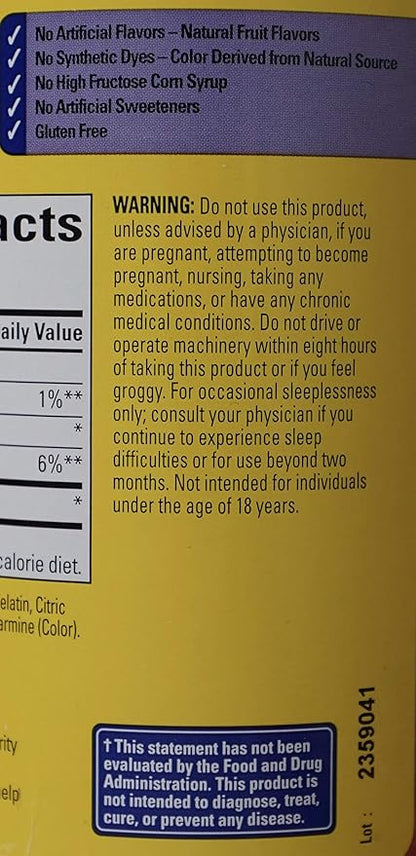 ✓ No Artificial Flavors – Natural Fruit Flavors
✓ No Synthetic Dyes – Color Derived from Natural Source
✓ No High Fructose Corn Syrup
✓ No Artificial Sweeteners
✓ Gluten Free
acts
aily Value
1%**
*
6%**
*
calorie diet.
elatin, Citric
armine (Color).
rity
elp
WARNING: Do not use this product,
unless advised by a physician, if you
are pregnant, attempting to become
pregnant, nursing, taking any
medications, or have any chronic
medical conditions. Do not drive or
operate machinery within eight hours
of taking this product or if you feel
groggy. For occasional sleeplessness
only; consult your physician if you
continue to experience sleep
difficulties or for use beyond two
months. Not intended for individuals
under the age of 18 years.
†This statement has not been
evaluated by the Food and Drug
Administration. This product is
not intended to diagnose, treat,
cure, or prevent any disease.
Lot : 2359041